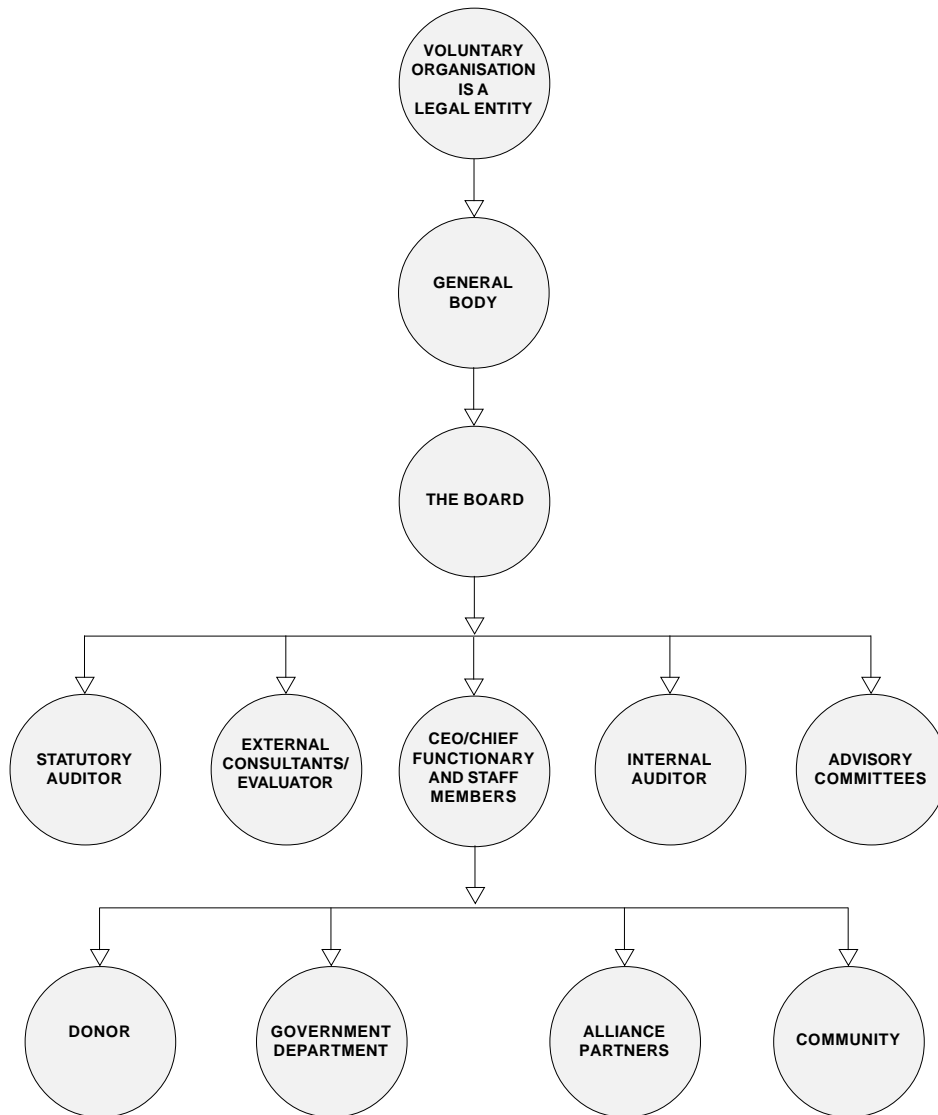 VOLUNTARY
ORGANISATION
IS A
LEGAL ENTITY
GENERAL
BODY
THE BOARD
STATUTORY
AUDITOR
EXTERNAL
CONSULTANTS/
EVALUATOR
CEO/CHIEF
FUNCTIONARY
AND STAFF
MEMBERS
INTERNAL
AUDITOR
ADVISORY
COMMITTEES
DONOR
GOVERNMENT
DEPARTMENT
ALLIANCE
PARTNERS
COMMUNITY